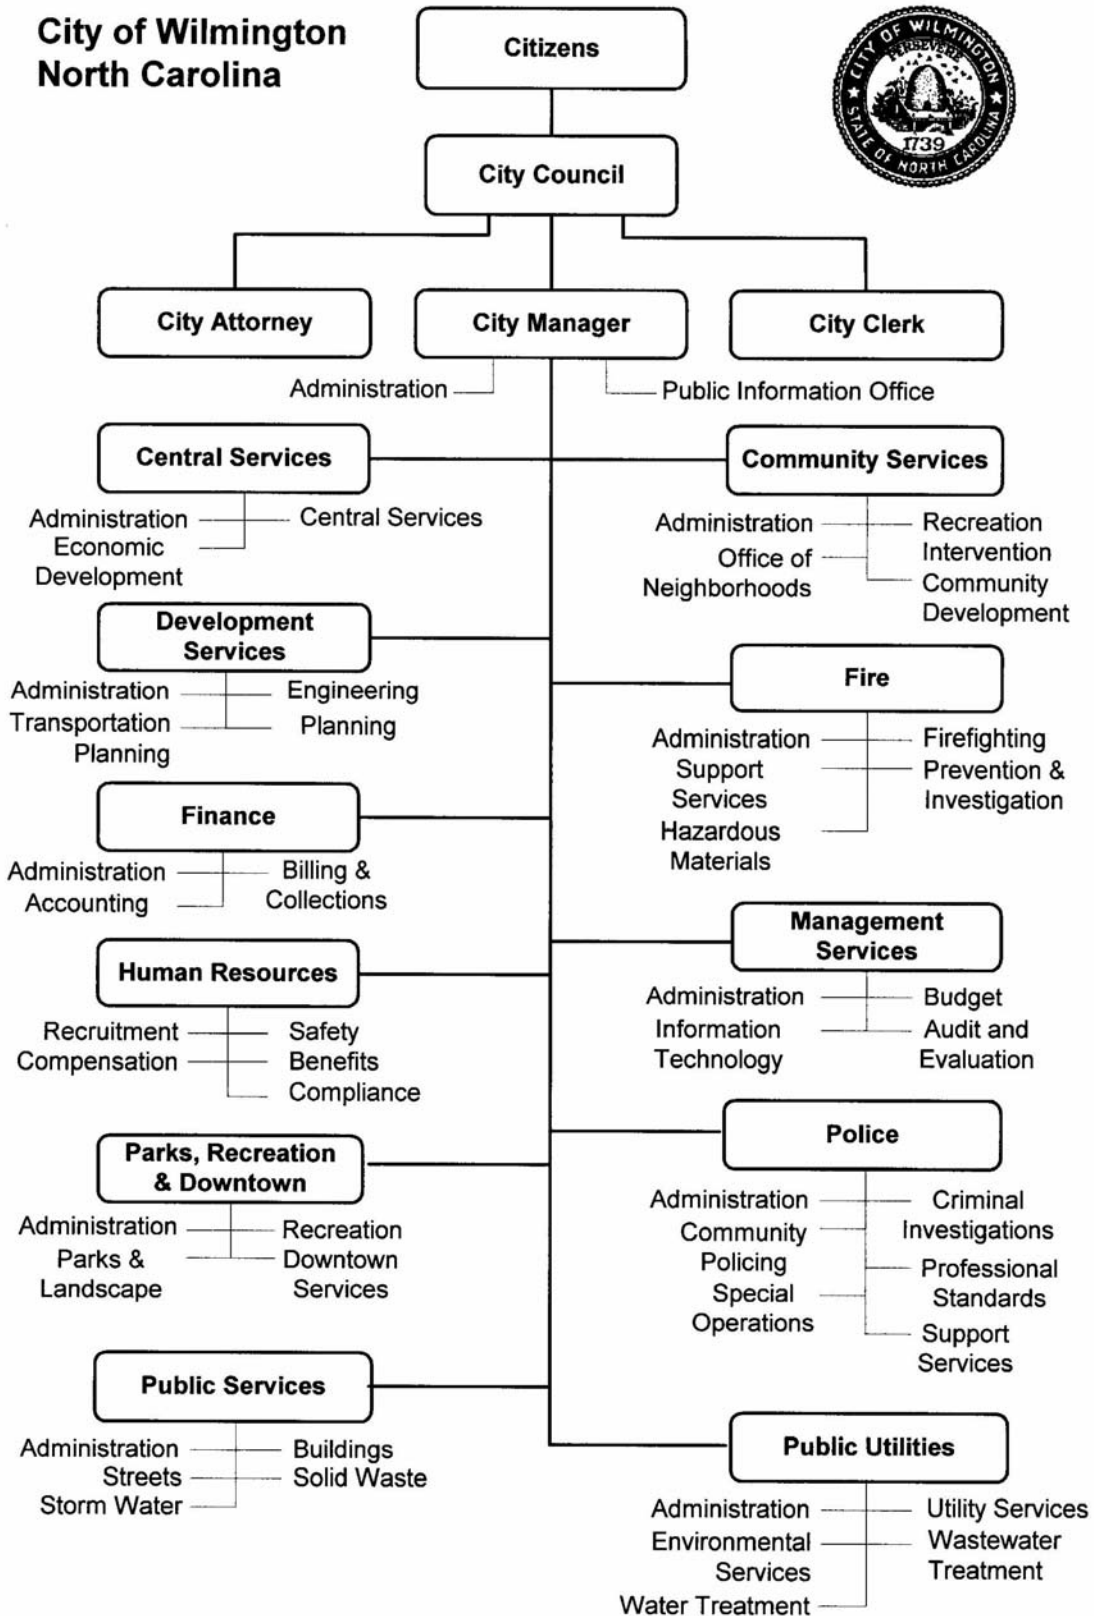 City of Wilmington
North Carolina
Citizens
CITY OF WILMINGTON
PERSEVERE
1739
STATE OF NORTH CAROLINA
City Council
City Attorney
City Manager
City Clerk
Administration
Public Information Office
Central Services
Administration
Economic
Development
Central Services
Community Services
Administration
Office of
Neighborhoods
Recreation
Intervention
Community
Development
Development
Services
Administration
Transportation
Planning
Engineering
Planning
Fire
Administration
Support
Services
Hazardous
Materials
Firefighting
Prevention &
Investigation
Finance
Administration
Accounting
Billing &
Collections
Management
Services
Administration
Information
Technology
Budget
Audit and
Evaluation
Human Resources
Recruitment
Compensation
Safety
Benefits
Compliance
Police
Administration
Community
Policing
Special
Operations
Criminal
Investigations
Professional
Standards
Support
Services
Parks, Recreation
& Downtown
Administration
Parks &
Landscape
Recreation
Downtown
Services
Public Services
Administration
Streets
Storm Water
Buildings
Solid Waste
Public Utilities
Administration
Environmental
Services
Water Treatment
Utility Services
Wastewater
Treatment